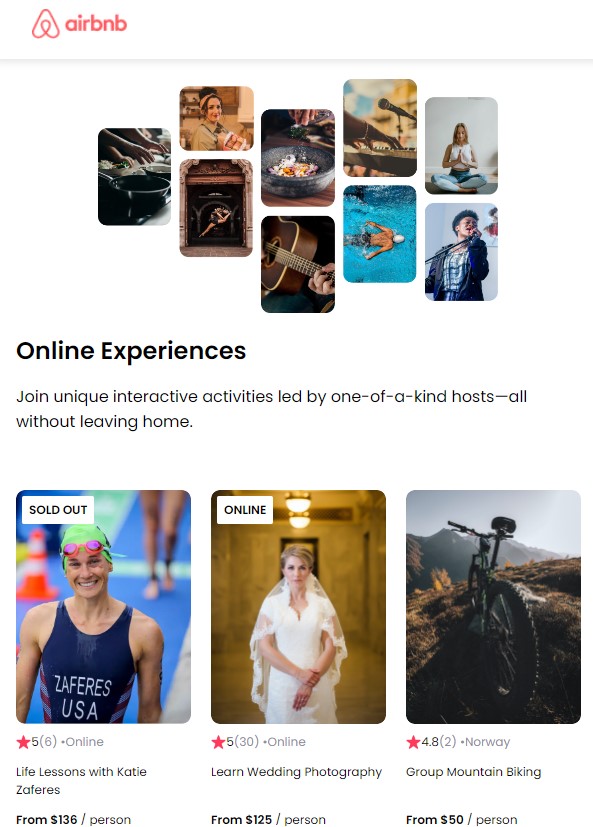 airbnb
Online Experiences
Join unique interactive activities led by one-of-a-kind hosts—all
without leaving home.
SOLD OUT
ZAFERES
USA
5(6) •Online
Life Lessons with Katie
Zaferes
From $136 / person
ONLINE
5(30) •Online
Learn Wedding Photography
From $125 / person
4.8(2) •Norway
Group Mountain Biking
From $50 / person